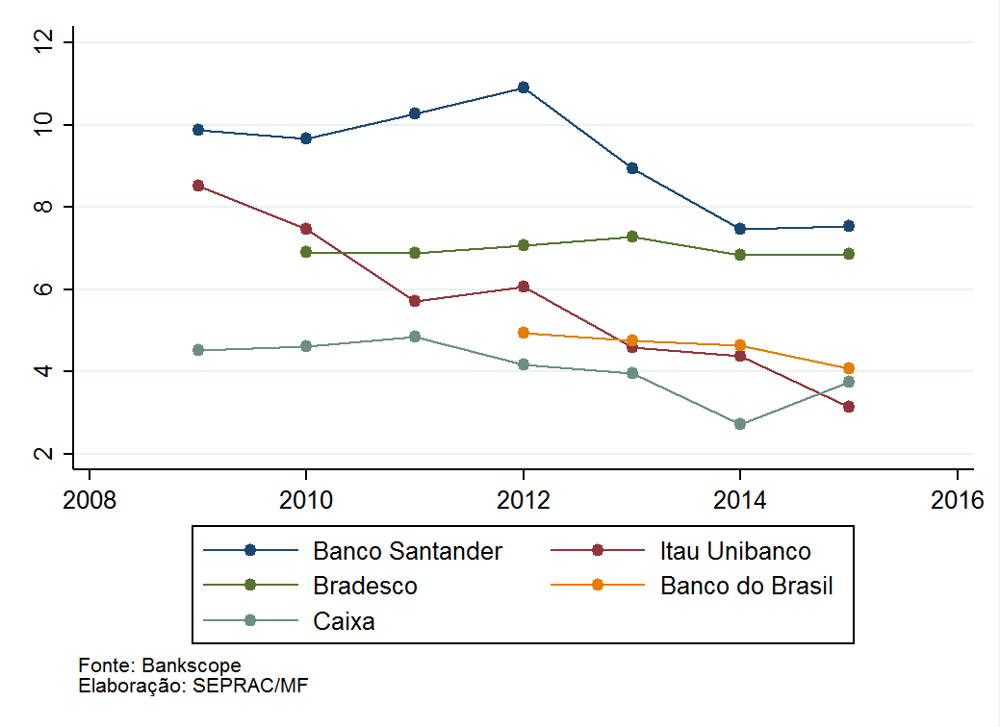 12
10
8
6
4
2
2008 2010 2012 2014 2016
Banco Santander Itau Unibanco
Bradesco Banco do Brasil
Caixa
Fonte: Bankscope
Elaboração: SEPRAC/MF